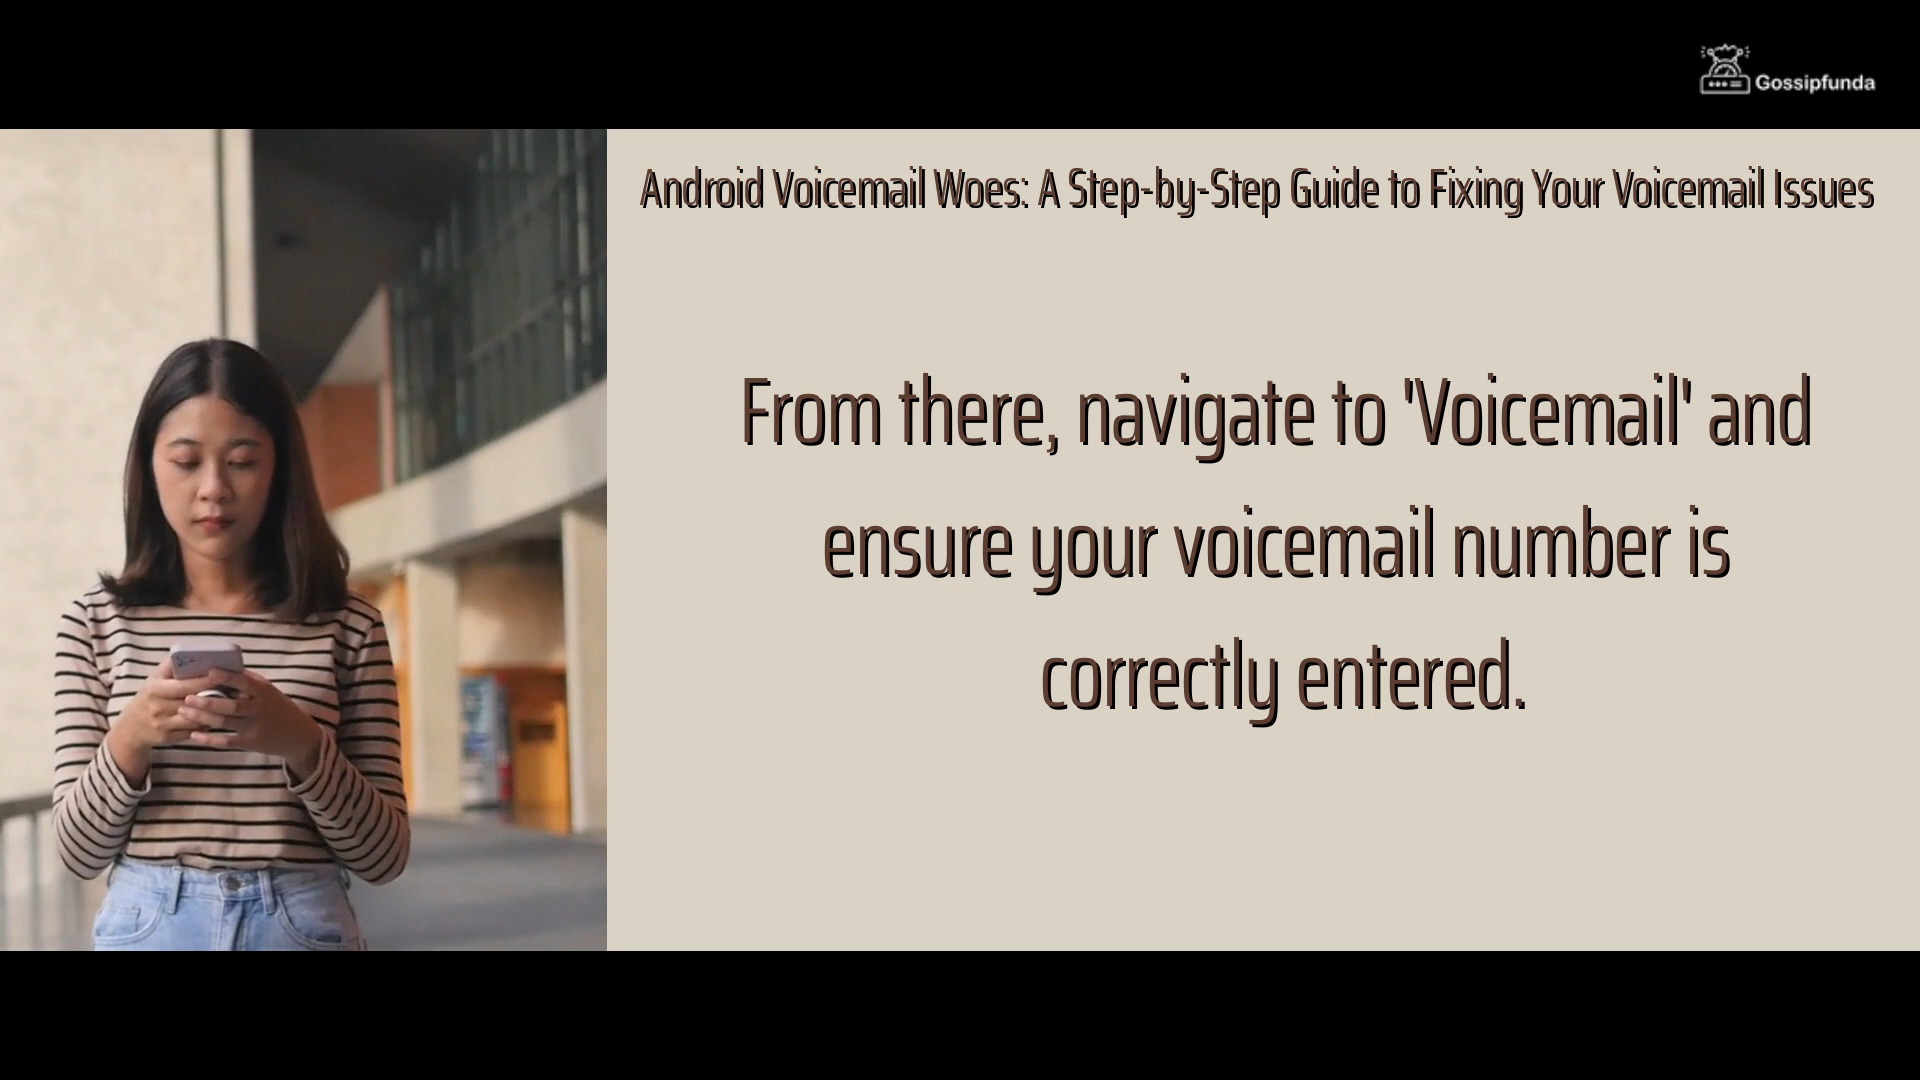 Gossipfunda
Android Voicemail Woes: A Step-by-Step Guide to Fixing Your Voicemail Issues
From there, navigate to 'Voicemail' and
ensure your voicemail number is
correctly entered.